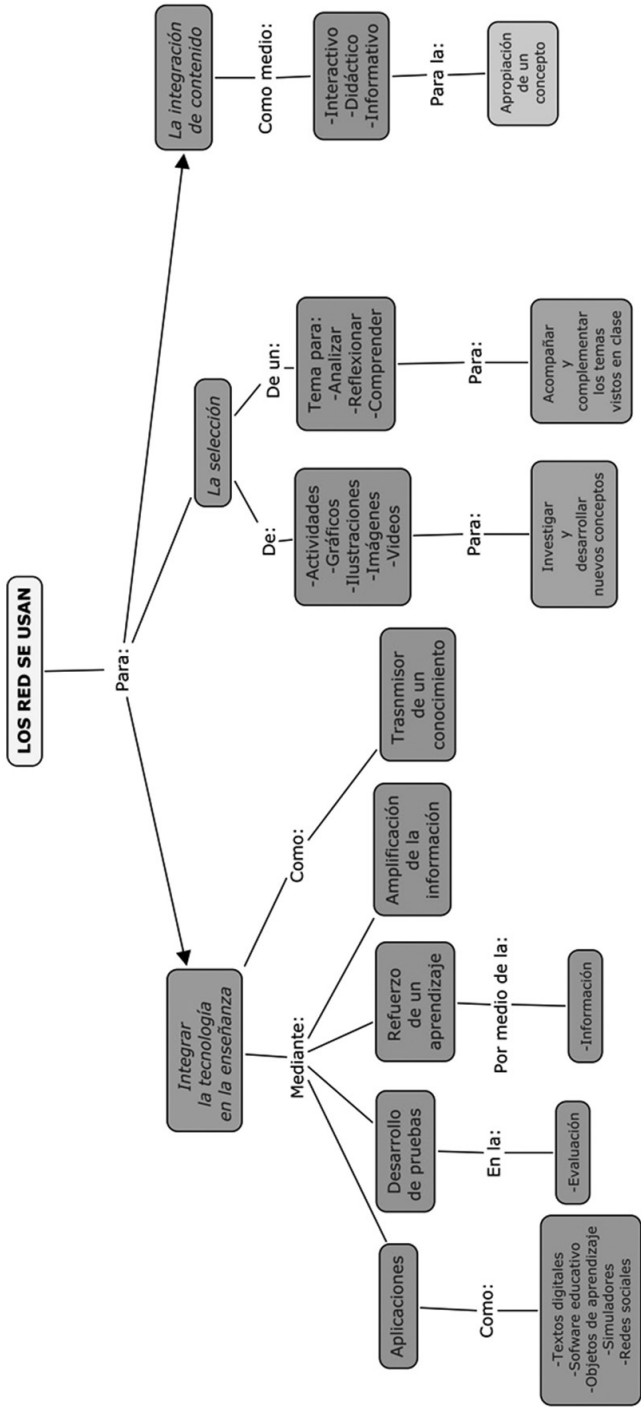 LOS RED SE USAN
Para:
Integrar
la tecnología
en la enseñanza
Como:
Trasnmisor
de un
conocimiento
Mediante:
Aplicaciones
Como:
-Textos digitales
-Sofware educativo
-Objetos de aprendizaje
-Simuladores
-Redes sociales
Desarrollo
de pruebas
En la:
-Evaluación
Refuerzo
de un
aprendizaje
Por medio de la:
-Información
Amplificación
de la
información
La selección
De:
-Actividades
-Gráficos
-Ilustraciones
-Imágenes
-Videos
Para:
Investigar
y
desarrollar
nuevos conceptos
De un:
Tema para:
-Analizar
-Reflexionar
-Comprender
Para:
Acompañar
y
complementar
los temas
vistos en clase
La integración
de contenido
Como medio:
-Interactivo
-Didáctico
-Informativo
Para la:
Apropiación
de un
concepto